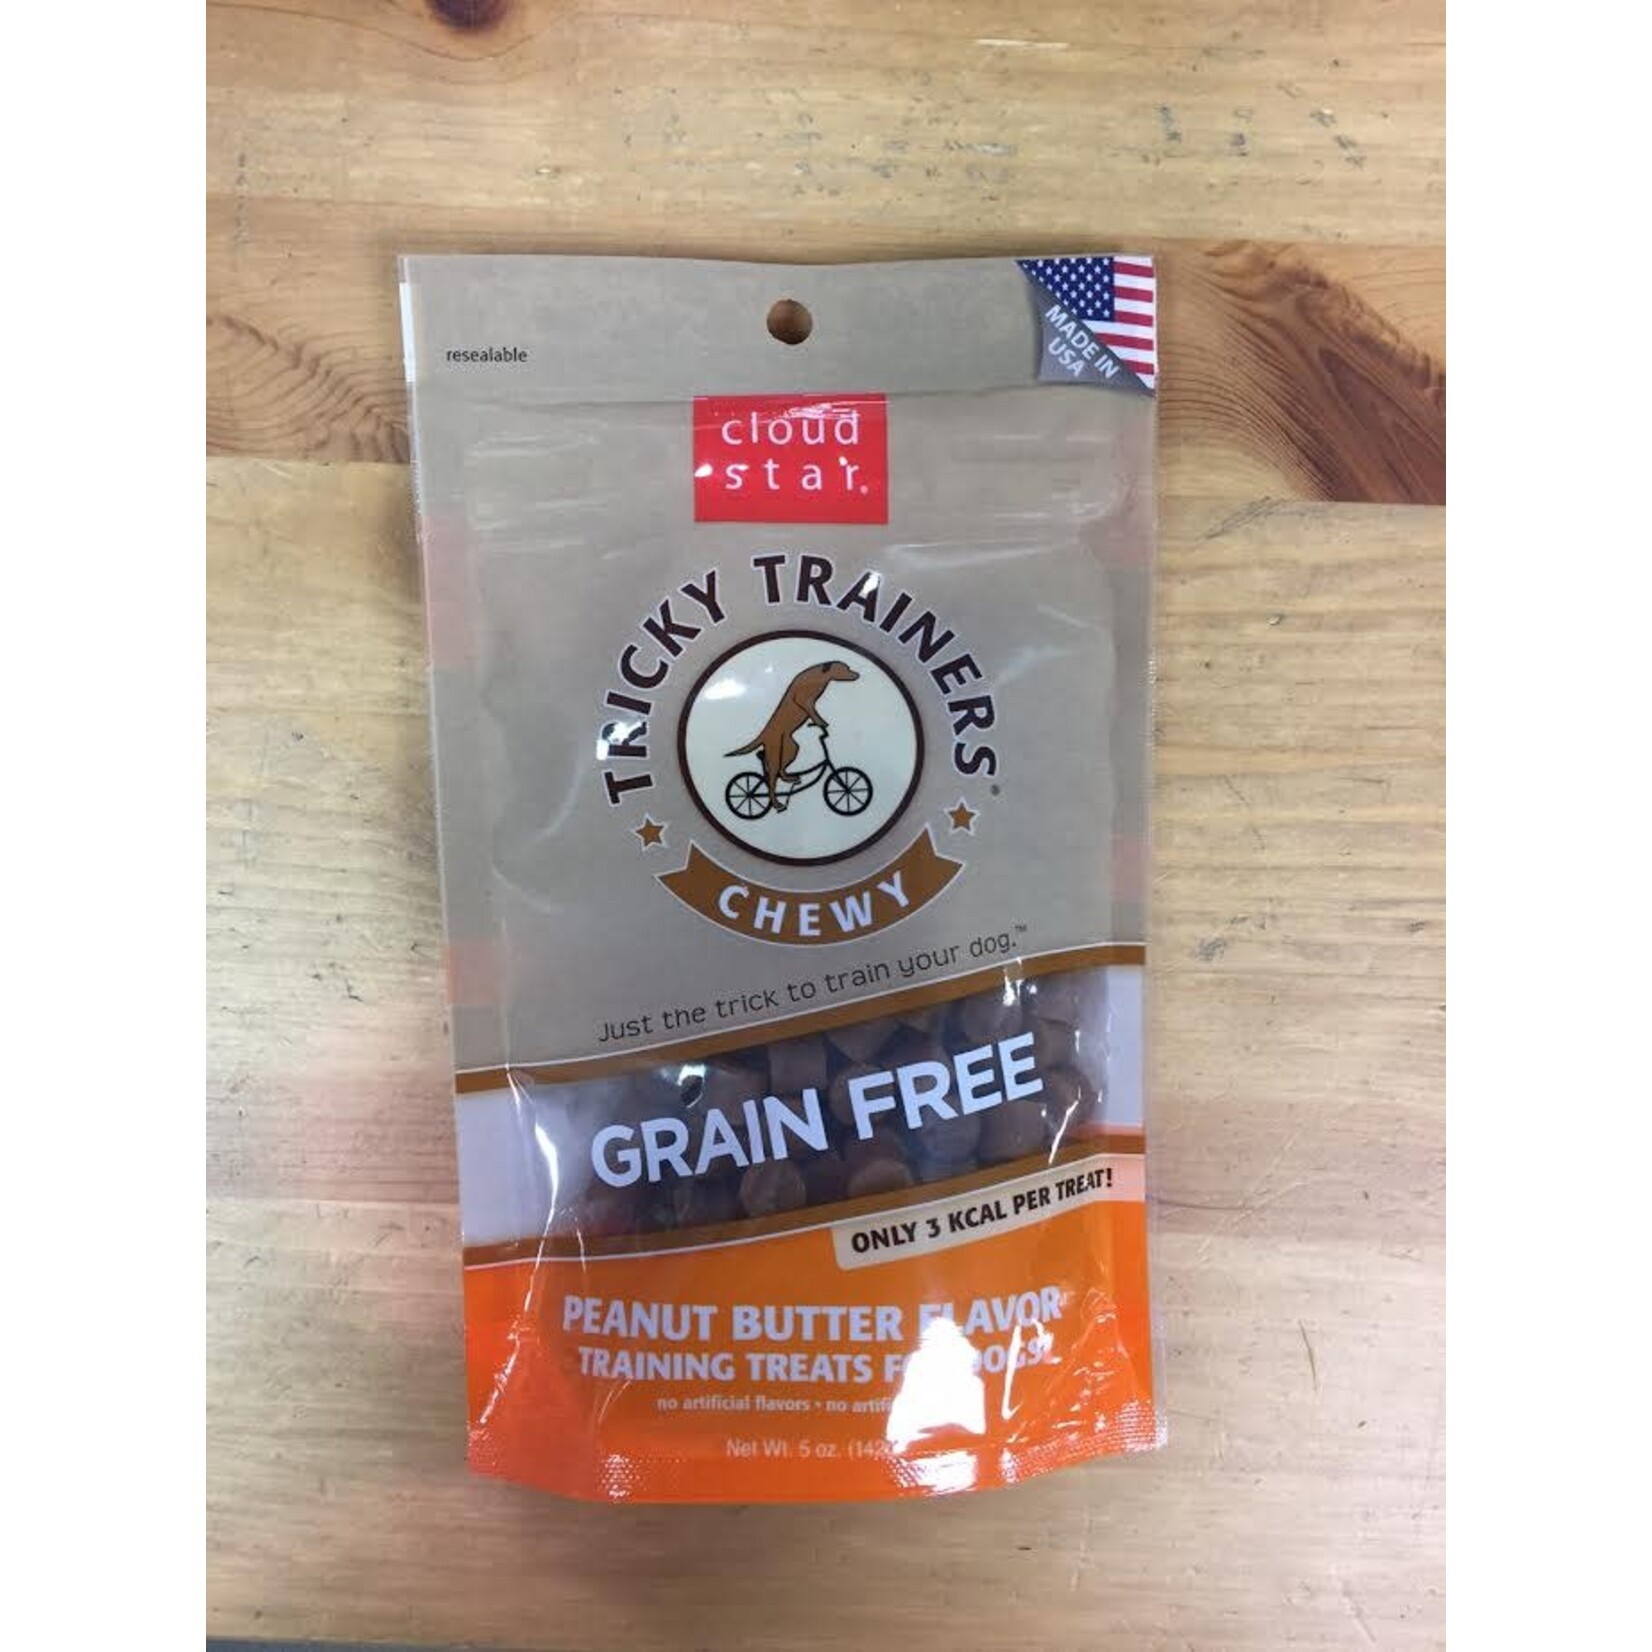 resealable
MADE IN
USA
cloud
star®
TRICKY TRAINERS®
CHEWY
Just the trick to train your dog.™
GRAIN FREE
ONLY 3 KCAL PER TREAT!
PEANUT BUTTER FLAVOR
TRAINING TREATS FOR DOGS
no artificial flavors • no
Net Wt. 5 oz.